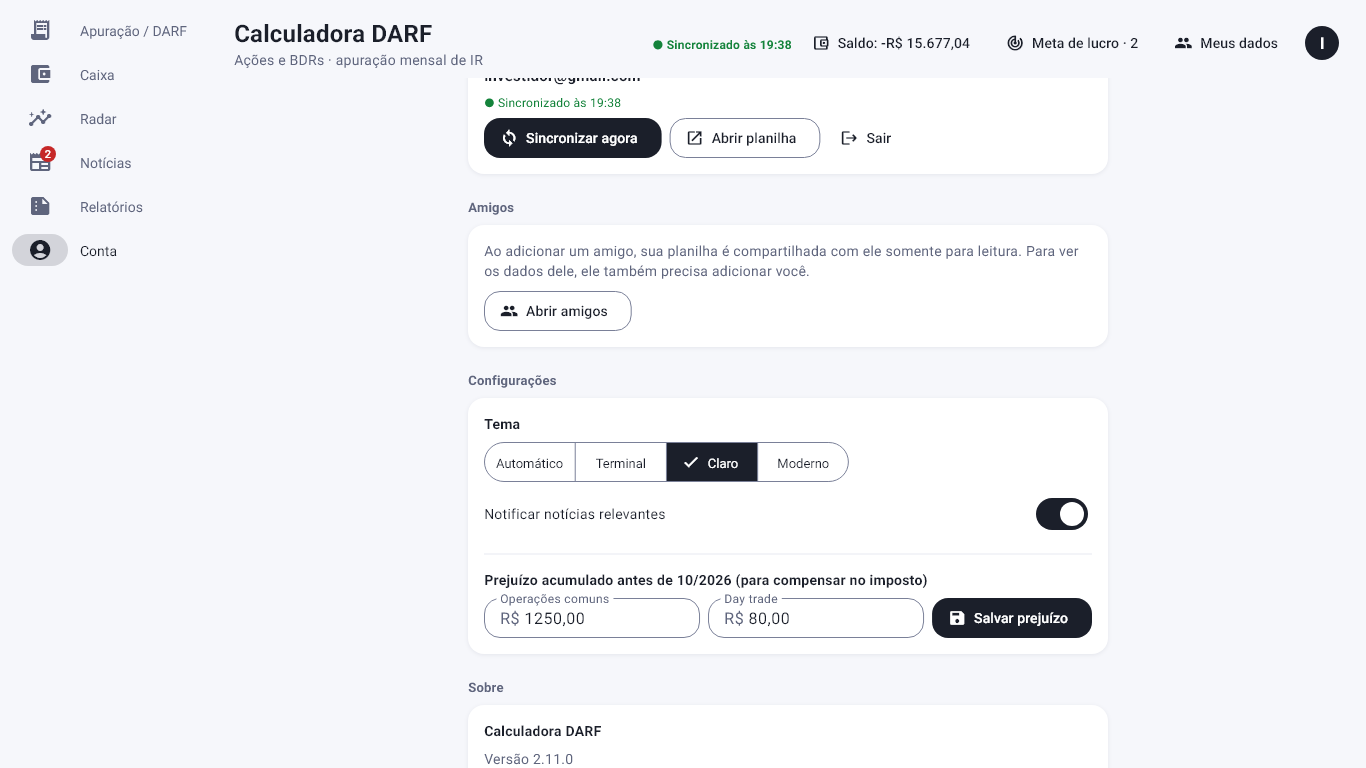 Apuração / DARF
Caixa
Radar
2
Notícias
Relatórios
Conta
Calculadora DARF
Ações e BDRs · apuração mensal de IR
Sincronizado às 19:38
Saldo: -R$ 15.677,04
Meta de lucro · 2
Meus dados
I
investidor@gmail.com
Sincronizado às 19:38
Sincronizar agora
Abrir planilha
Sair
Amigos
Ao adicionar um amigo, sua planilha é compartilhada com ele somente para leitura. Para ver
os dados dele, ele também precisa adicionar você.
Abrir amigos
Configurações
Tema
Automático
Terminal
Claro
Moderno
Notificar notícias relevantes
Prejuízo acumulado antes de 10/2026 (para compensar no imposto)
Operações comuns
R$ 1250,00
Day trade
R$ 80,00
Salvar prejuízo
Sobre
Calculadora DARF
Versão 2.11.0